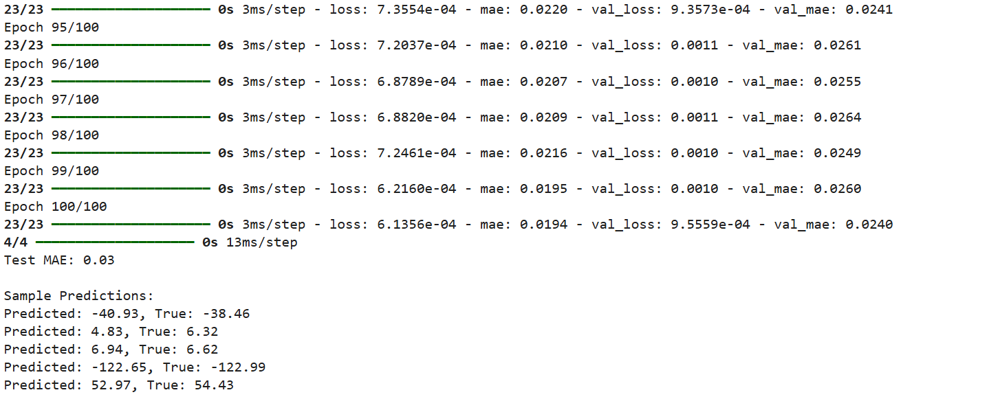 23/23 ━━━━━━━━━━━━━━━━━━━━ 0s 3ms/step - loss: 7.3554e-04 - mae: 0.0220 - val_loss: 9.3573e-04 - val_mae: 0.0241
Epoch 95/100
23/23 ━━━━━━━━━━━━━━━━━━━━ 0s 3ms/step - loss: 7.2037e-04 - mae: 0.0210 - val_loss: 0.0011 - val_mae: 0.0261
Epoch 96/100
23/23 ━━━━━━━━━━━━━━━━━━━━ 0s 3ms/step - loss: 6.8789e-04 - mae: 0.0207 - val_loss: 0.0010 - val_mae: 0.0255
Epoch 97/100
23/23 ━━━━━━━━━━━━━━━━━━━━ 0s 3ms/step - loss: 6.8820e-04 - mae: 0.0209 - val_loss: 0.0011 - val_mae: 0.0264
Epoch 98/100
23/23 ━━━━━━━━━━━━━━━━━━━━ 0s 3ms/step - loss: 7.2461e-04 - mae: 0.0216 - val_loss: 0.0010 - val_mae: 0.0249
Epoch 99/100
23/23 ━━━━━━━━━━━━━━━━━━━━ 0s 3ms/step - loss: 6.2160e-04 - mae: 0.0195 - val_loss: 0.0010 - val_mae: 0.0260
Epoch 100/100
23/23 ━━━━━━━━━━━━━━━━━━━━ 0s 3ms/step - loss: 6.1356e-04 - mae: 0.0194 - val_loss: 9.5559e-04 - val_mae: 0.0240
4/4 ━━━━━━━━━━━━━━━━━━━━ 0s 13ms/step
Test MAE: 0.03
Sample Predictions:
Predicted: -40.93, True: -38.46
Predicted: 4.83, True: 6.32
Predicted: 6.94, True: 6.62
Predicted: -122.65, True: -122.99
Predicted: 52.97, True: 54.43